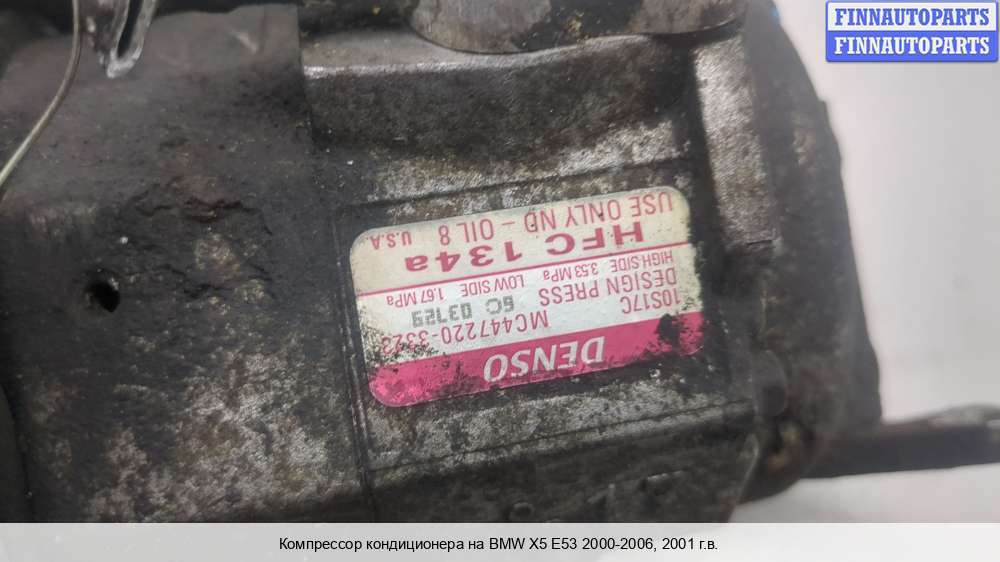 FINNAUTOPARTS
FINNAUTOPARTS
DENSO
MC447220-3323
10S17C 6C 03729
DESIGN PRESS
HIGH-SIDE 3.53 MPa LOW SIDE 1.67 MPa
HFC 134a
USE ONLY ND-OIL 8 U.S.A.
Компрессор кондиционера на BMW X5 E53 2000-2006, 2001 г.в.